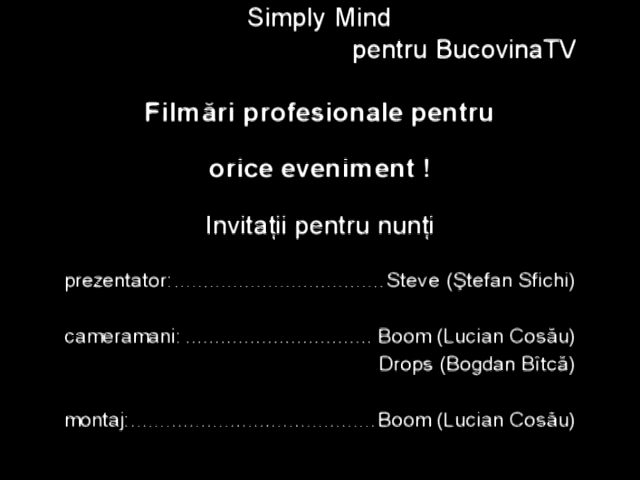 Simply Mind
pentru BucovinaTV
Filmări profesionale pentru
orice eveniment !
Invitații pentru nunți
prezentator:....................................Steve (Ştefan Sfichi)
cameramani: ................................ Boom (Lucian Cosău)
Drops (Bogdan Bîtcă)
montaj:..........................................Boom (Lucian Cosău)